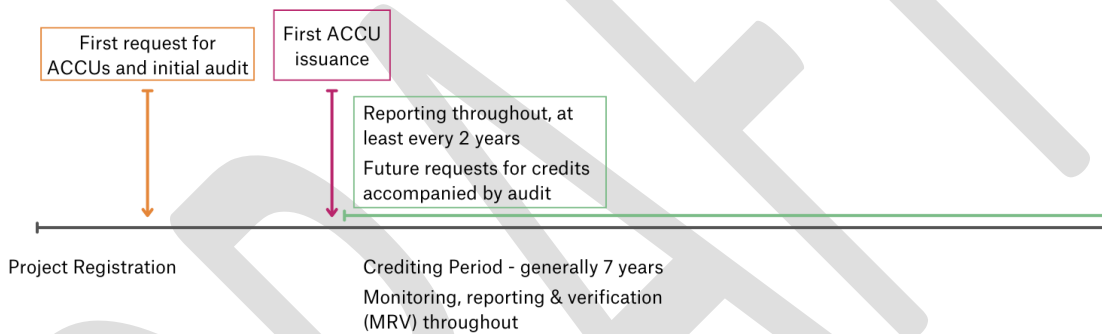 First request for
ACCUs and initial audit
First ACCU
issuance
Reporting throughout, at
least every 2 years
Future requests for credits
accompanied by audit
Project Registration
Crediting Period - generally 7 years
Monitoring, reporting & verification
(MRV) throughout
DRAFT